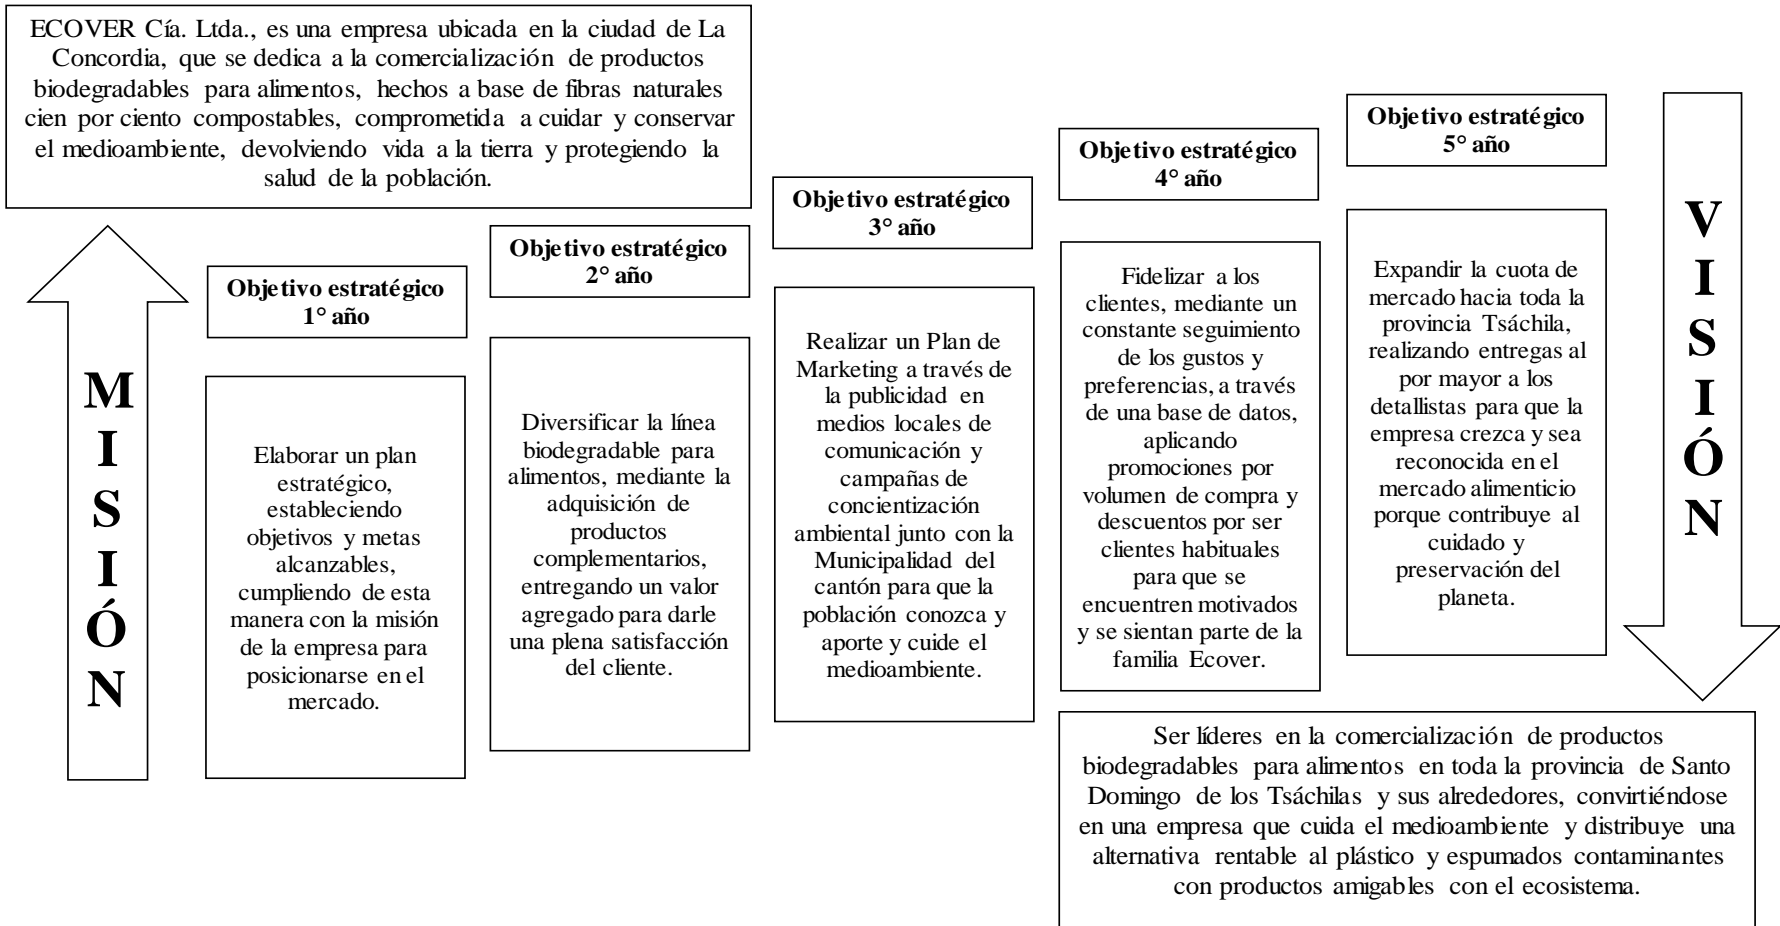 ECOVER Cía. Ltda., es una empresa ubicada en la ciudad de La
Concordia, que se dedica a la comercialización de productos
biodegradables para alimentos, hechos a base de fibras naturales
cien por ciento compostables, comprometida a cuidar y conservar
el medioambiente, devolviendo vida a la tierra y protegiendo la
salud de la población.
MISIÓN
Objetivo estratégico
1° año
Elaborar un plan
estratégico,
estableciendo
objetivos y metas
alcanzables,
cumpliendo de esta
manera con la misión
de la empresa para
posicionarse en el
mercado.
Objetivo estratégico
2° año
Diversificar la línea
biodegradable para
alimentos, mediante la
adquisición de
productos
complementarios,
entregando un valor
agregado para darle
una plena satisfacción
del cliente.
Objetivo estratégico
3° año
Realizar un Plan de
Marketing a través de
la publicidad en
medios locales de
comunicación y
campañas de
concientización
ambiental junto con la
Municipalidad del
cantón para que la
población conozca y
aporte y cuide el
medioambiente.
Objetivo estratégico
4° año
Fidelizar a los
clientes, mediante un
constante seguimiento
de los gustos y
preferencias, a través
de una base de datos,
aplicando
promociones por
volumen de compra y
descuentos por ser
clientes habituales
para que se
encuentren motivados
y se sientan parte de la
familia Ecover.
Objetivo estratégico
5° año
Expandir la cuota de
mercado hacia toda la
provincia Tsáchila,
realizando entregas al
por mayor a los
detallistas para que la
empresa crezca y sea
reconocida en el
mercado alimenticio
porque contribuye al
cuidado y
preservación del
planeta.
VISIÓN
Ser líderes en la comercialización de productos
biodegradables para alimentos en toda la provincia de Santo
Domingo de los Tsáchilas y sus alrededores, convirtiéndose
en una empresa que cuida el medioambiente y distribuye una
alternativa rentable al plástico y espumados contaminantes
con productos amigables con el ecosistema.